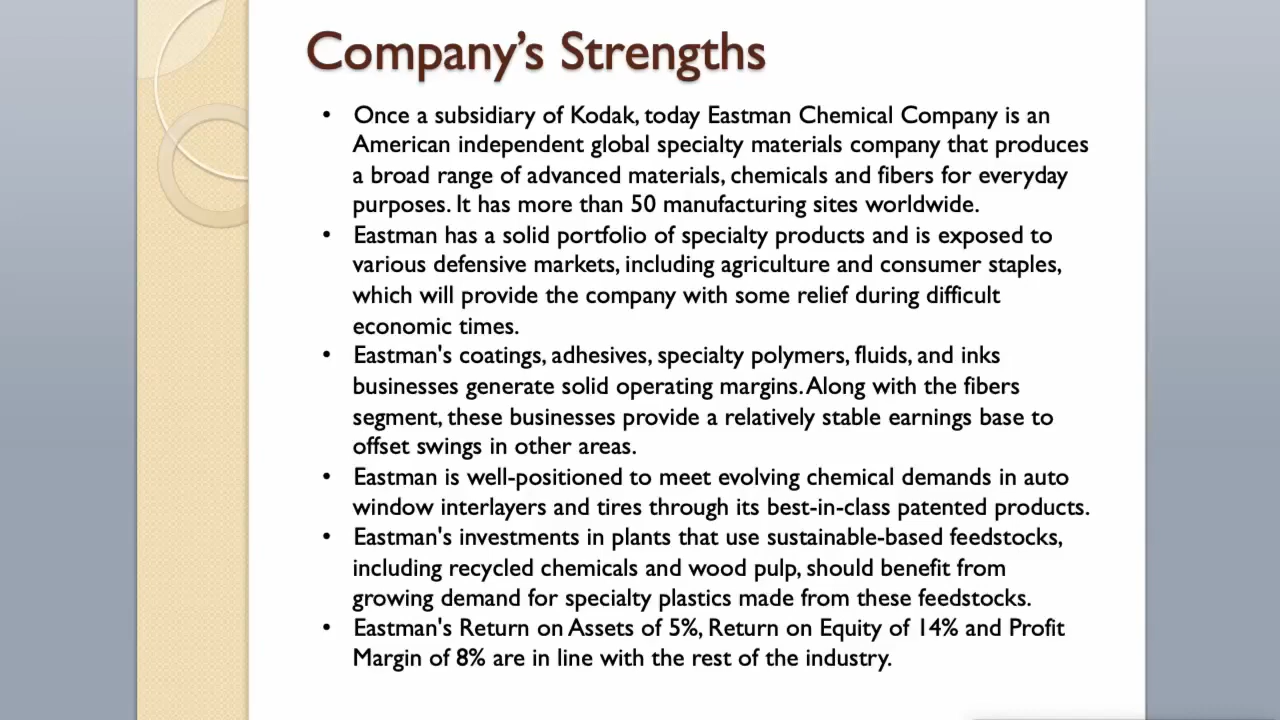 Company’s Strengths
• Once a subsidiary of Kodak, today Eastman Chemical Company is an
American independent global specialty materials company that produces
a broad range of advanced materials, chemicals and fibers for everyday
purposes. It has more than 50 manufacturing sites worldwide.
• Eastman has a solid portfolio of specialty products and is exposed to
various defensive markets, including agriculture and consumer staples,
which will provide the company with some relief during difficult
economic times.
• Eastman's coatings, adhesives, specialty polymers, fluids, and inks
businesses generate solid operating margins. Along with the fibers
segment, these businesses provide a relatively stable earnings base to
offset swings in other areas.
• Eastman is well-positioned to meet evolving chemical demands in auto
window interlayers and tires through its best-in-class patented products.
• Eastman's investments in plants that use sustainable-based feedstocks,
including recycled chemicals and wood pulp, should benefit from
growing demand for specialty plastics made from these feedstocks.
• Eastman's Return on Assets of 5%, Return on Equity of 14% and Profit
Margin of 8% are in line with the rest of the industry.